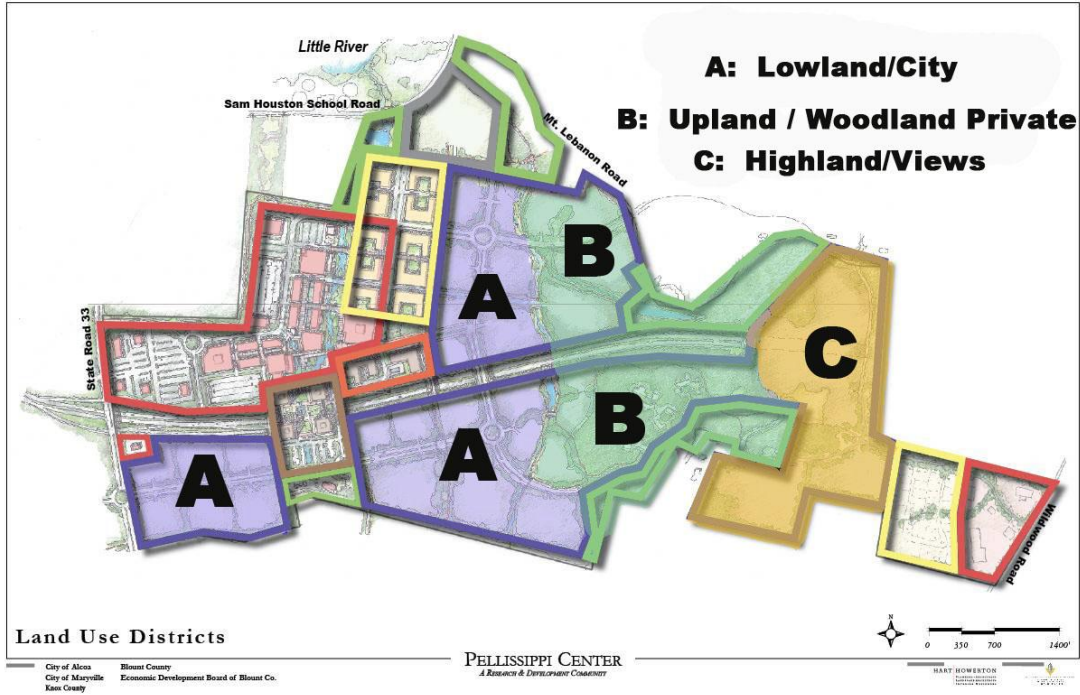 Little River
A: Lowland/City
Sam Houston School Road
Mt. Lebanon Road
B: Upland / Woodland Private
C: Highland/Views
B
A
State Road 33
C
B
A
A
Wildwood Road
N
0 350 700 1400'
Land Use Districts
PELLISSIPPI CENTER
A RESEARCH & DEVELOPMENT COMMUNITY
City of Alcoa Blount County
City of Maryville Economic Development Board of Blount Co.
Knox County
HART HOWERTON